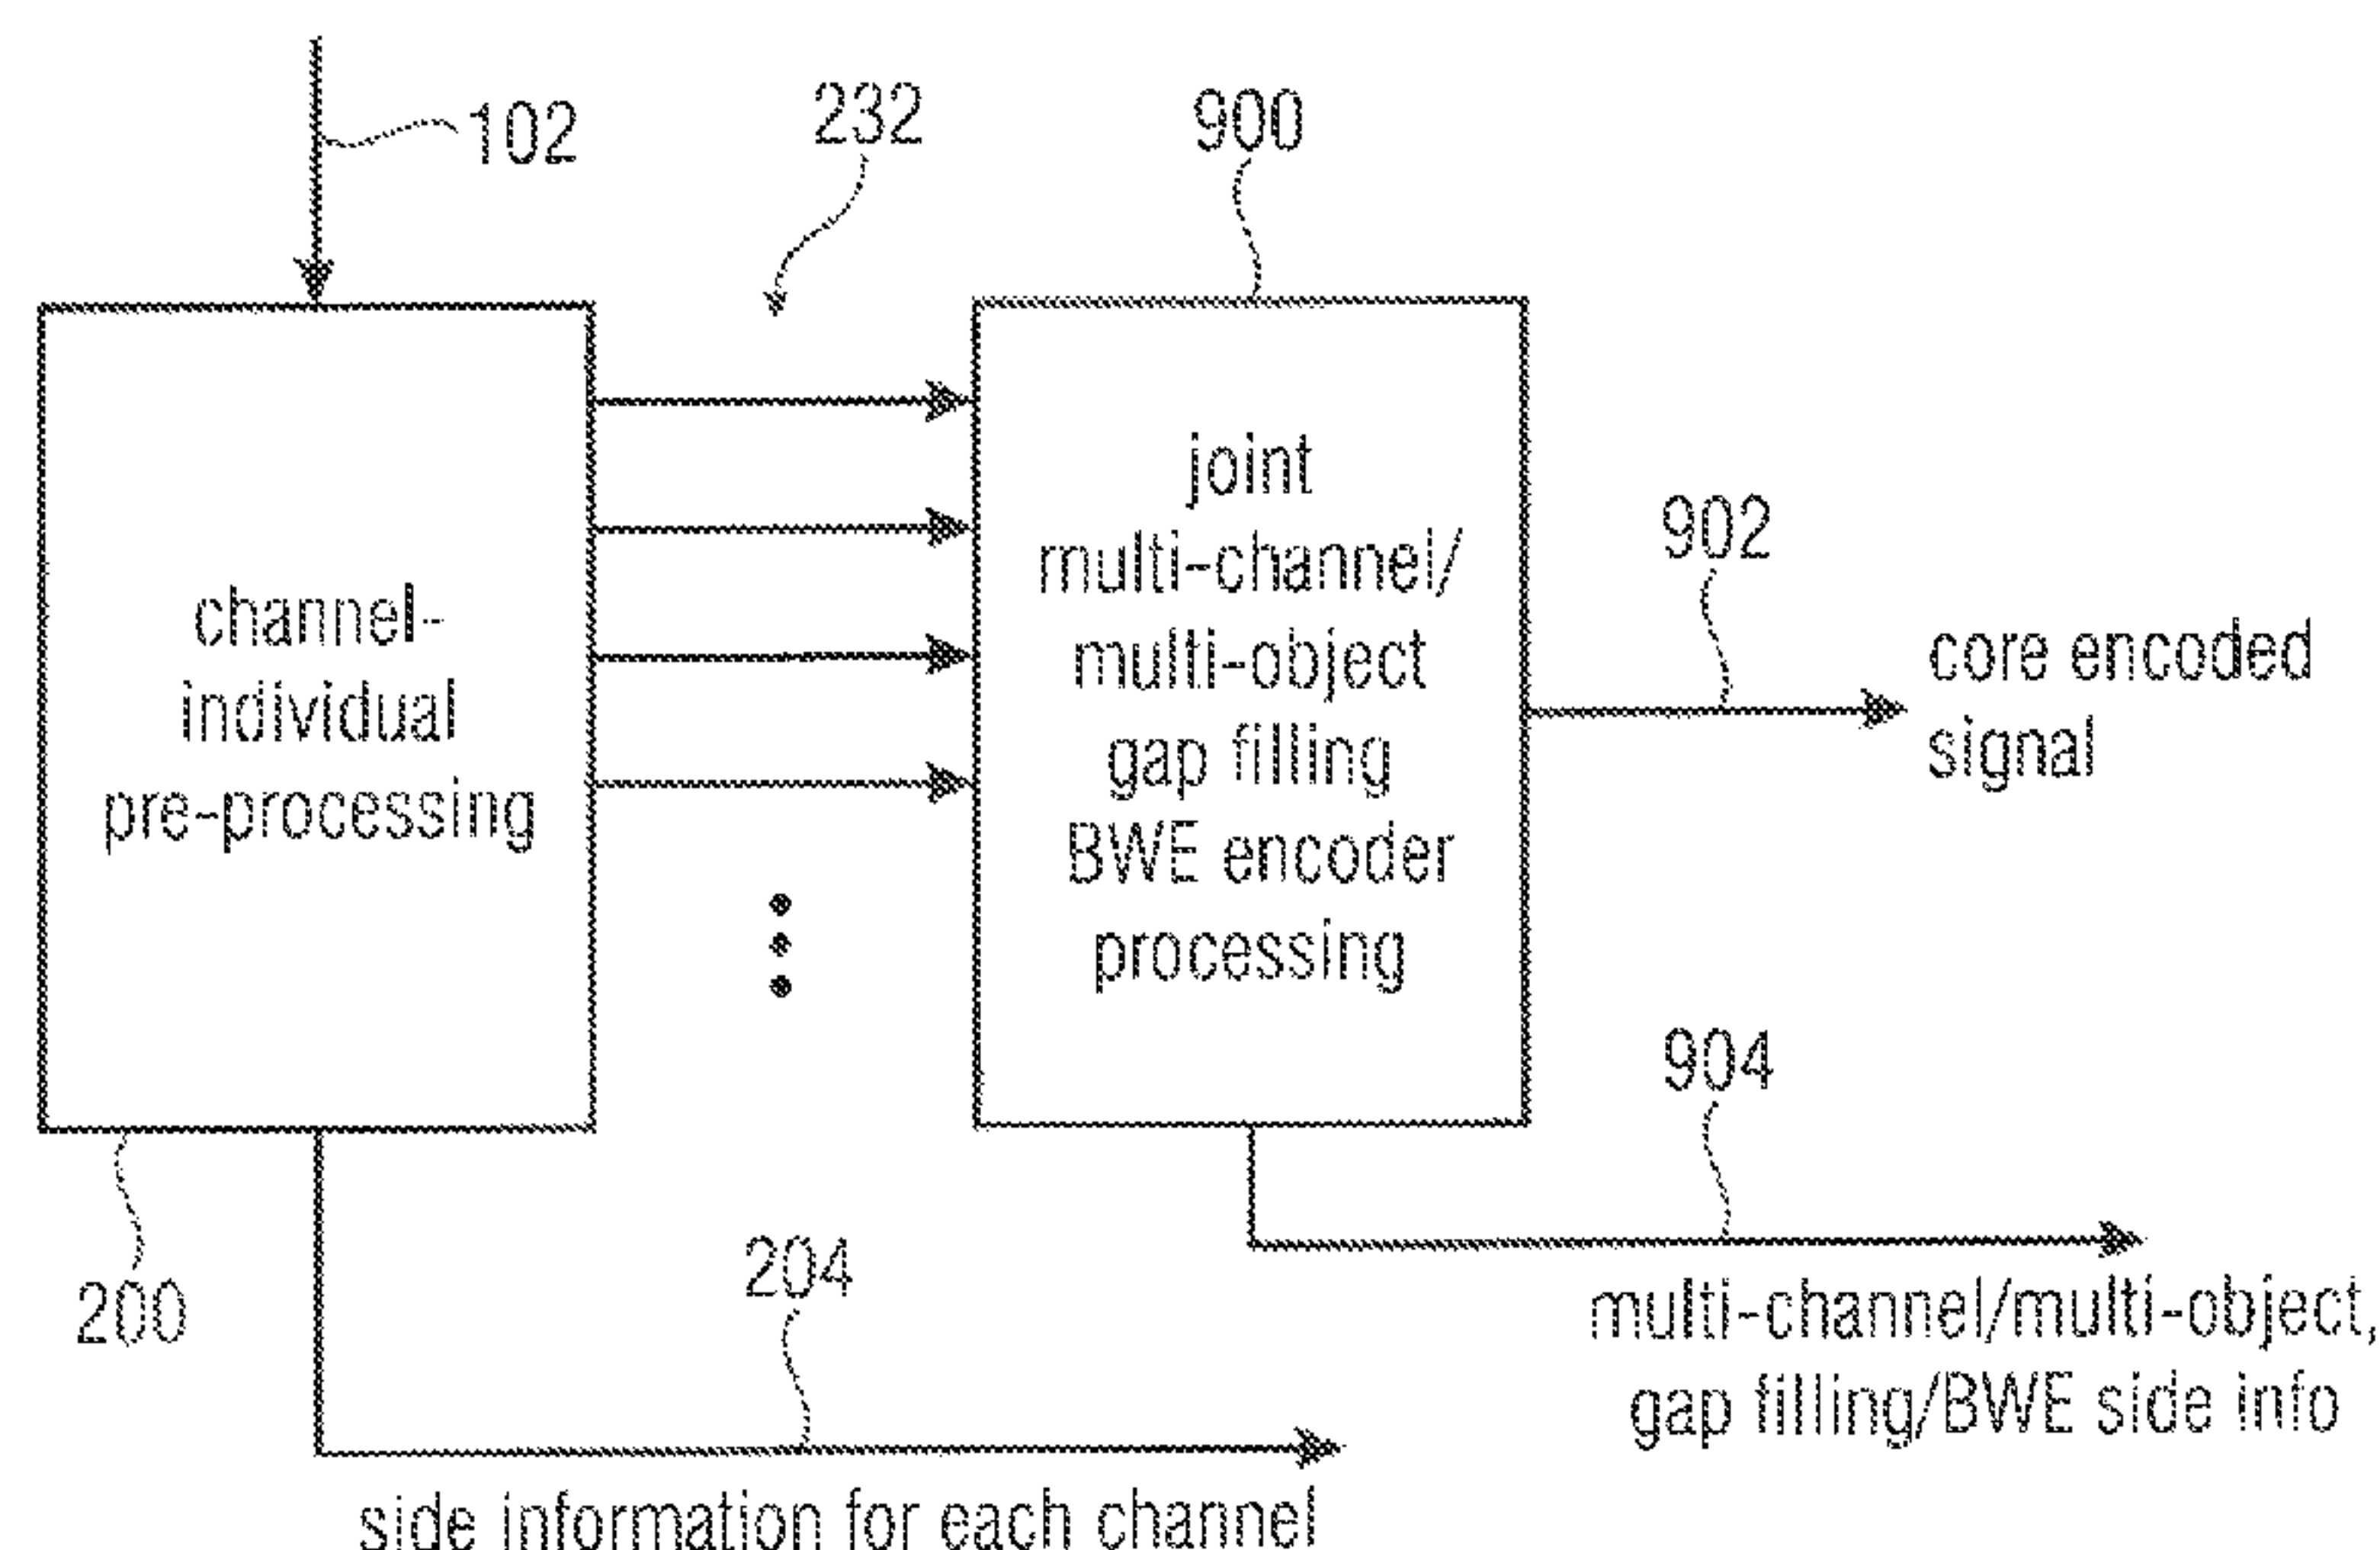 102
232
900
channel-
individual
pre-processing
joint
multi-channel/
multi-object
gap filling
BWE encoder
processing
902
core encoded
signal
904
200
204
multi-channel/multi-object,
gap filling/BWE side info
side information for each channel